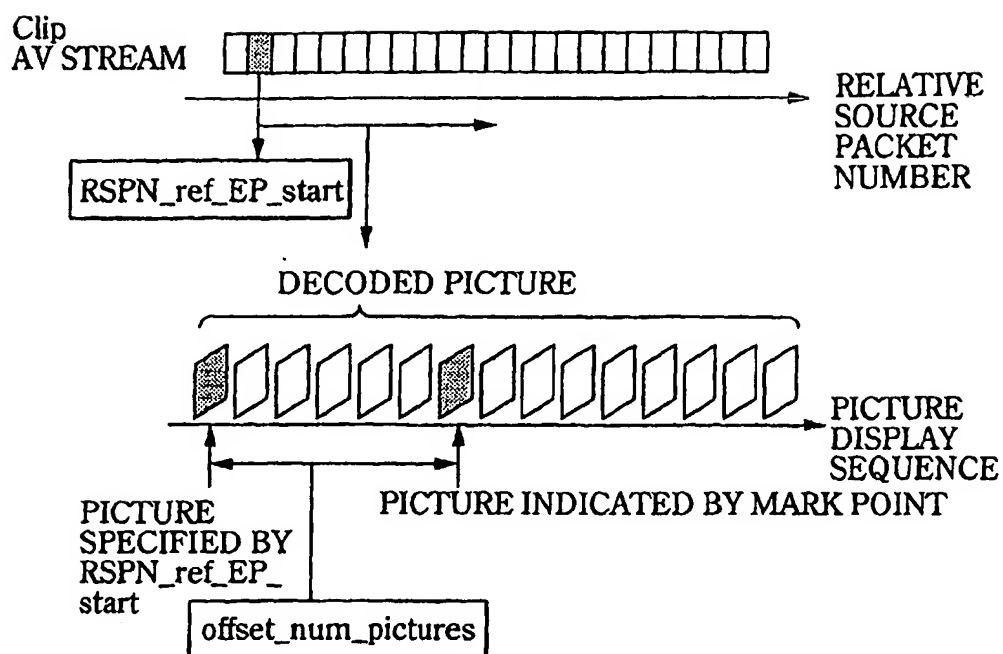 Clip
AV STREAM
RELATIVE
SOURCE
PACKET
NUMBER
RSPN_ref_EP_start
DECODED PICTURE
PICTURE
DISPLAY
SEQUENCE
PICTURE INDICATED BY MARK POINT
PICTURE
SPECIFIED BY
RSPN_ref_EP_
start
offset_num_pictures